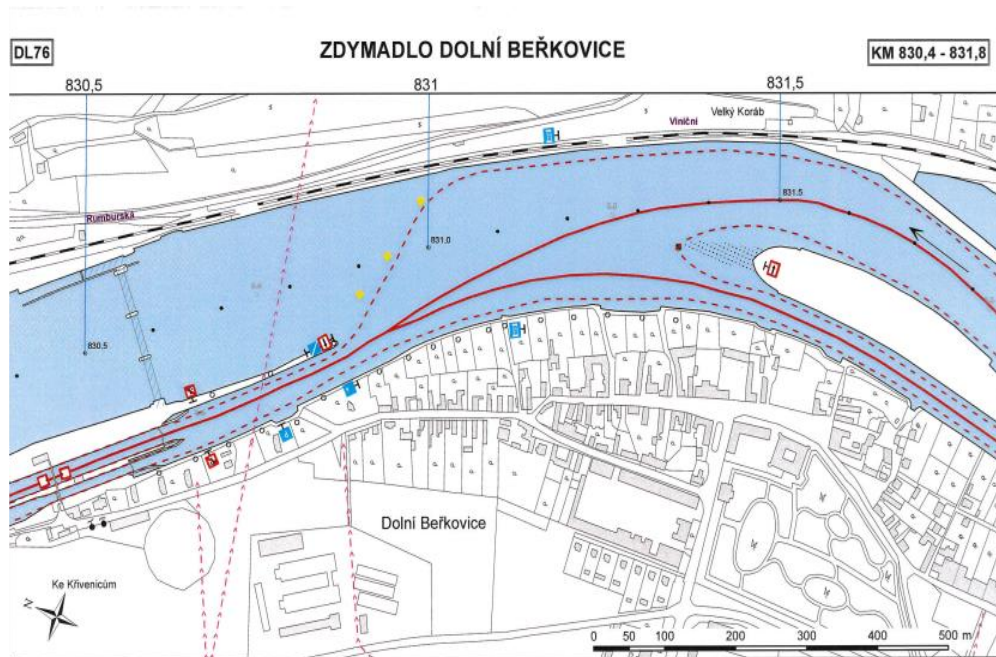 DL76
ZDYMADLO DOLNÍ BEŘKOVICE
KM 830,4 - 831,8
830,5
831
831,5
Velký Koráb
Viniční
Rumburská
831.5
831,0
830,5
Dolní Beřkovice
Ke Křivenicům
N
0 50 100 200 300 400 500 m